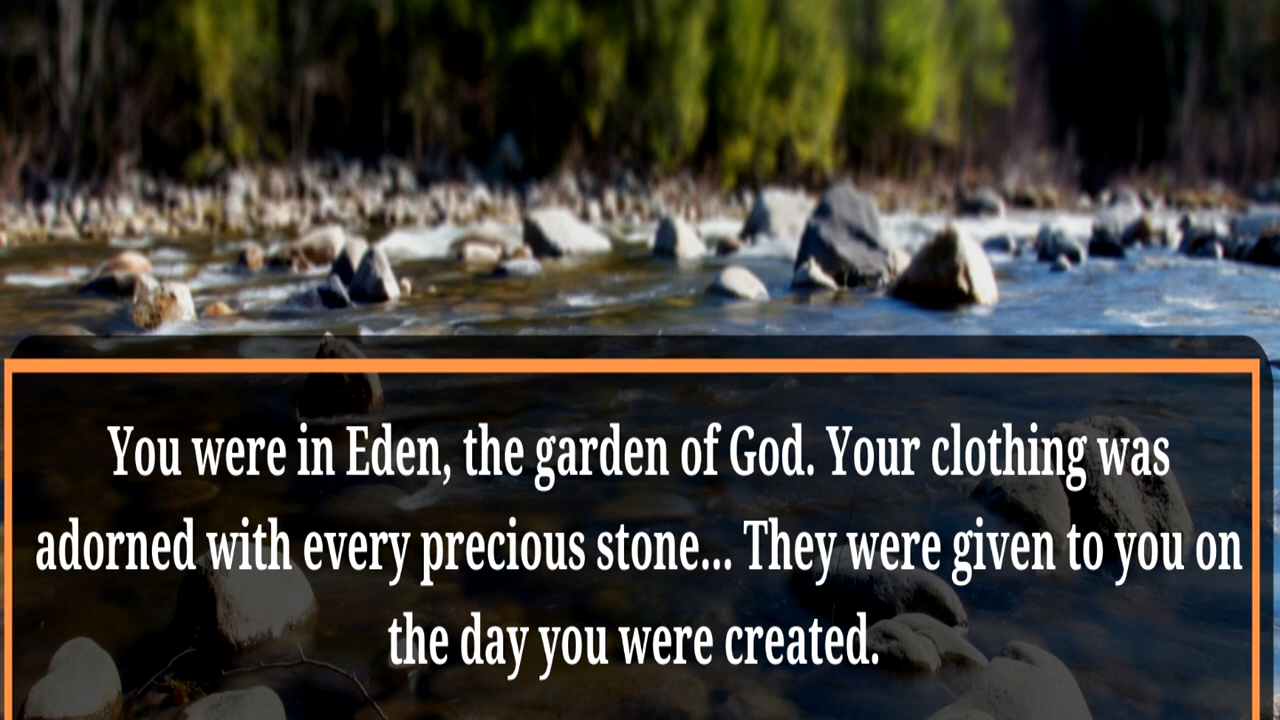 You were in Eden, the garden of God. Your clothing was
adorned with every precious stone... They were given to you on
the day you were created.